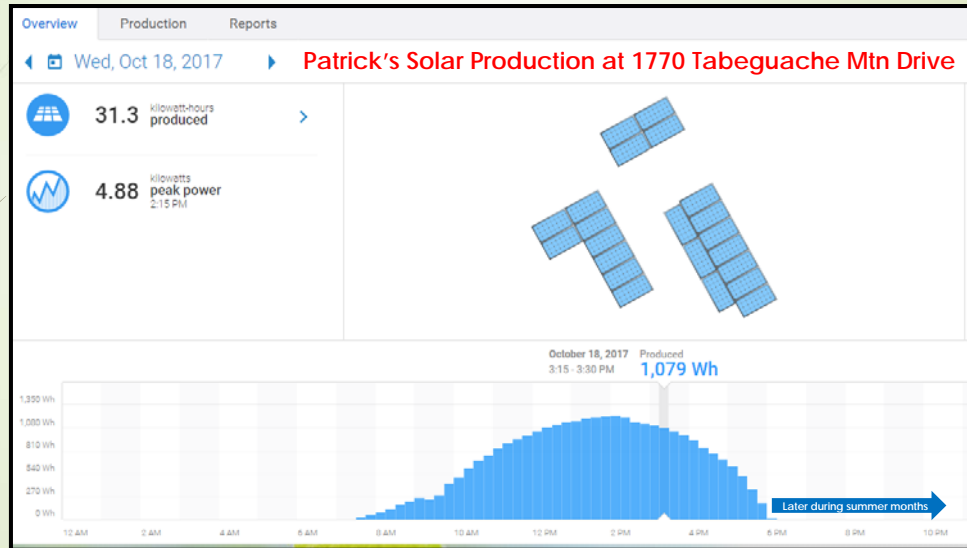 Overview Production Reports
Wed, Oct 18, 2017 Patrick's Solar Production at 1770 Tabeguache Mtn Drive
31.3 kilowatt-hours produced
4.88 kilowatts peak power
2:15 PM
October 18, 2017 Produced
3:15 - 3:30 PM 1,079 Wh
1,350 Wh
1,080 Wh
810 Wh
540 Wh
270 Wh
0 Wh
Later during summer months
12 AM 2 AM 4 AM 6 AM 8 AM 10 AM 12 PM 2 PM 4 PM 6 PM 8 PM 10 PM